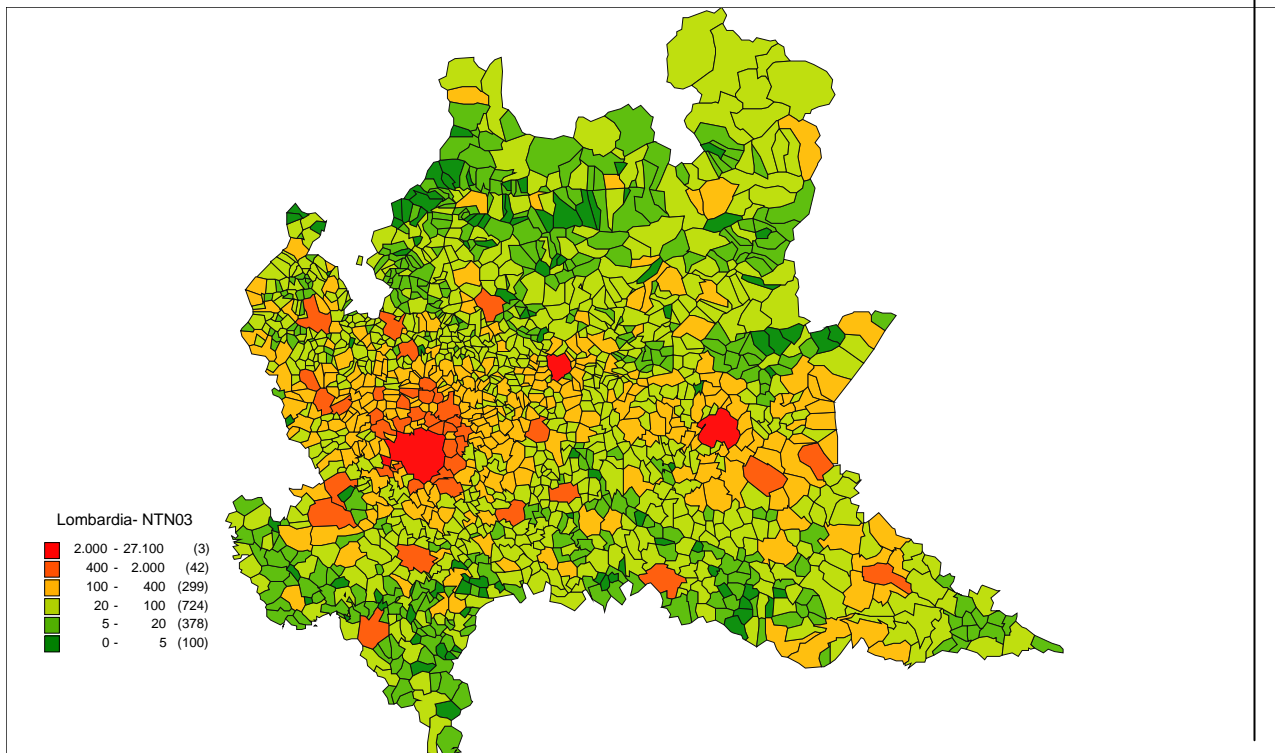 Lombardia- NTN03
2.000 - 27.100 (3)
400 - 2.000 (42)
100 - 400 (299)
20 - 100 (724)
5 - 20 (378)
0 - 5 (100)